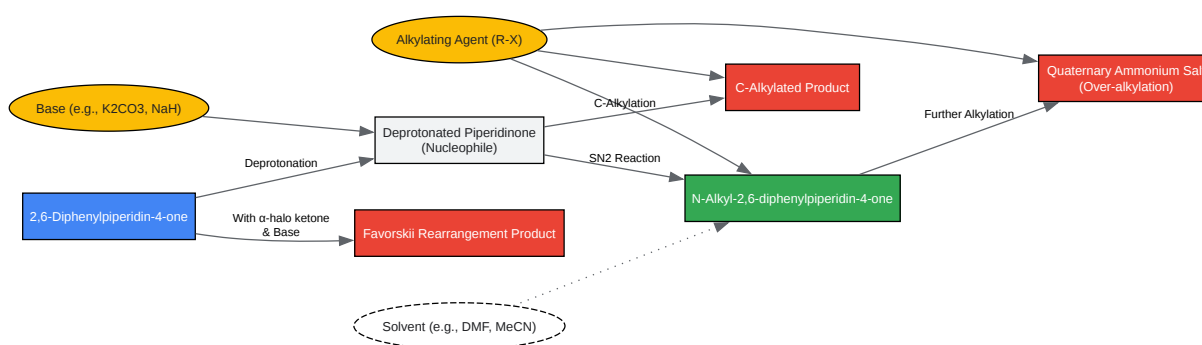 Alkylating Agent (R-X)
Quaternary Ammonium Sal
(Over-alkylation)
C-Alkylated Product
Base (e.g., K2CO3, NaH)
C-Alkylation
Further Alkylation
Deprotonated Piperidinone
(Nucleophile)
SN2 Reaction
Deprotonation
N-Alkyl-2,6-diphenylpiperidin-4-one
2,6-Diphenylpiperidin-4-one
With α-halo ketone
& Base
Favorskii Rearrangement Product
Solvent (e.g., DMF, MeCN)